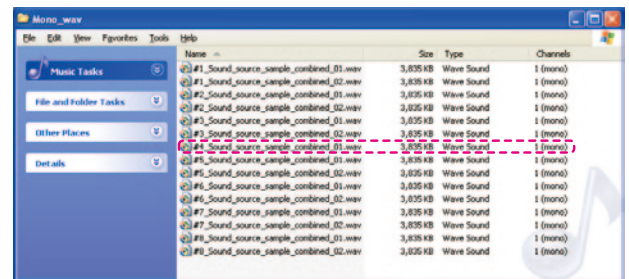 Mono_wav
File Edit View Favorites Tools Help
Name Size Type Channels
Music Tasks
File and Folder Tasks
Other Places
Details
#1_Sound_source_sample_combined_01.wav 3,835 KB Wave Sound 1 (mono)
#1_Sound_source_sample_combined_02.wav 3,835 KB Wave Sound 1 (mono)
#2_Sound_source_sample_combined_01.wav 3,835 KB Wave Sound 1 (mono)
#2_Sound_source_sample_combined_02.wav 3,835 KB Wave Sound 1 (mono)
#3_Sound_source_sample_combined_01.wav 3,835 KB Wave Sound 1 (mono)
#3_Sound_source_sample_combined_02.wav 3,835 KB Wave Sound 1 (mono)
#4_Sound_source_sample_combined_01.wav 3,835 KB Wave Sound 1 (mono)
#5_Sound_source_sample_combined_01.wav 3,835 KB Wave Sound 1 (mono)
#5_Sound_source_sample_combined_02.wav 3,835 KB Wave Sound 1 (mono)
#6_Sound_source_sample_combined_01.wav 3,835 KB Wave Sound 1 (mono)
#6_Sound_source_sample_combined_02.wav 3,835 KB Wave Sound 1 (mono)
#7_Sound_source_sample_combined_01.wav 3,835 KB Wave Sound 1 (mono)
#7_Sound_source_sample_combined_02.wav 3,835 KB Wave Sound 1 (mono)
#8_Sound_source_sample_combined_01.wav 3,835 KB Wave Sound 1 (mono)
#8_Sound_source_sample_combined_02.wav 3,835 KB Wave Sound 1 (mono)